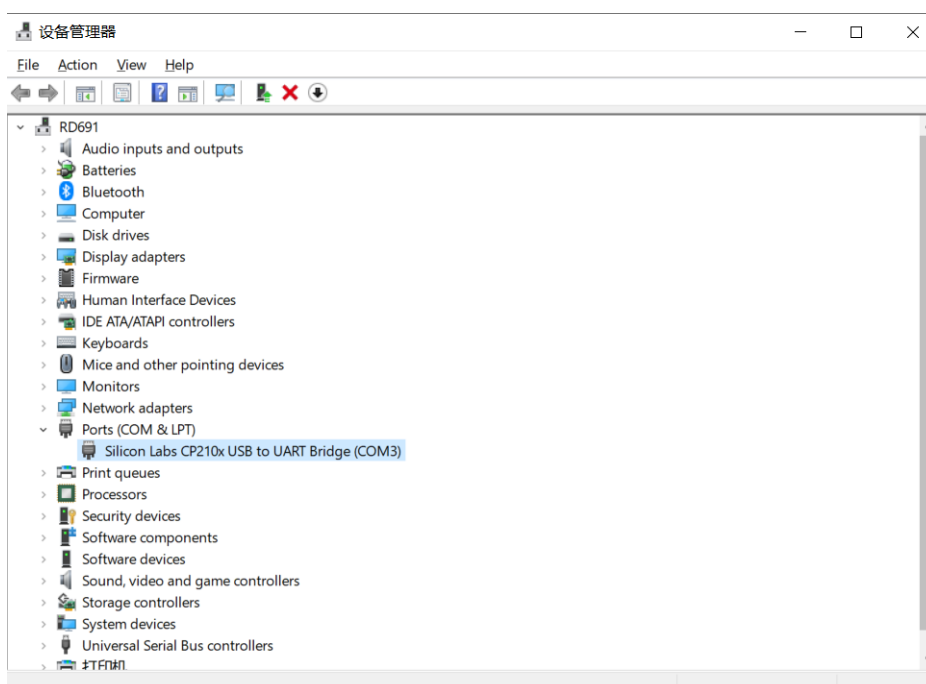 设备管理器
File Action View Help
RD691
Audio inputs and outputs
Batteries
Bluetooth
Computer
Disk drives
Display adapters
Firmware
Human Interface Devices
IDE ATA/ATAPI controllers
Keyboards
Mice and other pointing devices
Monitors
Network adapters
Ports (COM & LPT)
Silicon Labs CP210x USB to UART Bridge (COM3)
Print queues
Processors
Security devices
Software components
Software devices
Sound, video and game controllers
Storage controllers
System devices
Universal Serial Bus controllers
打印机